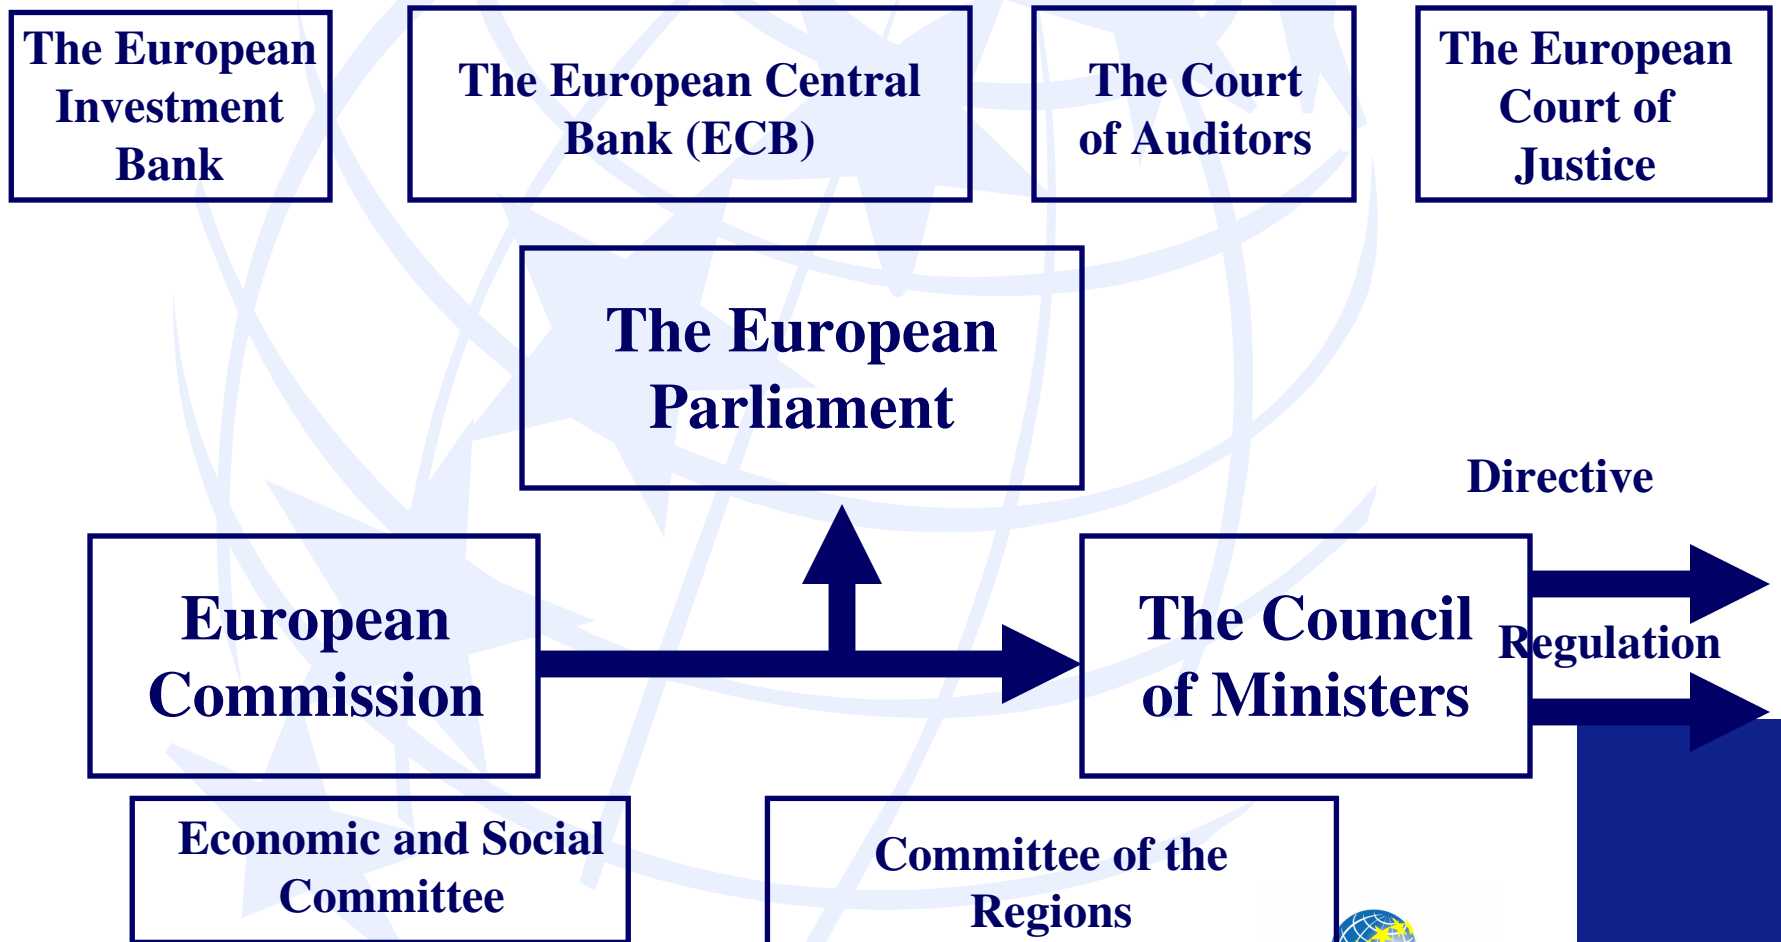 The European
Investment
Bank
The European Central
Bank (ECB)
The Court
of Auditors
The European
Court of
Justice
The European
Parliament
Directive
European
Commission
The Council
of Ministers
Regulation
Economic and Social
Committee
Committee of the
Regions